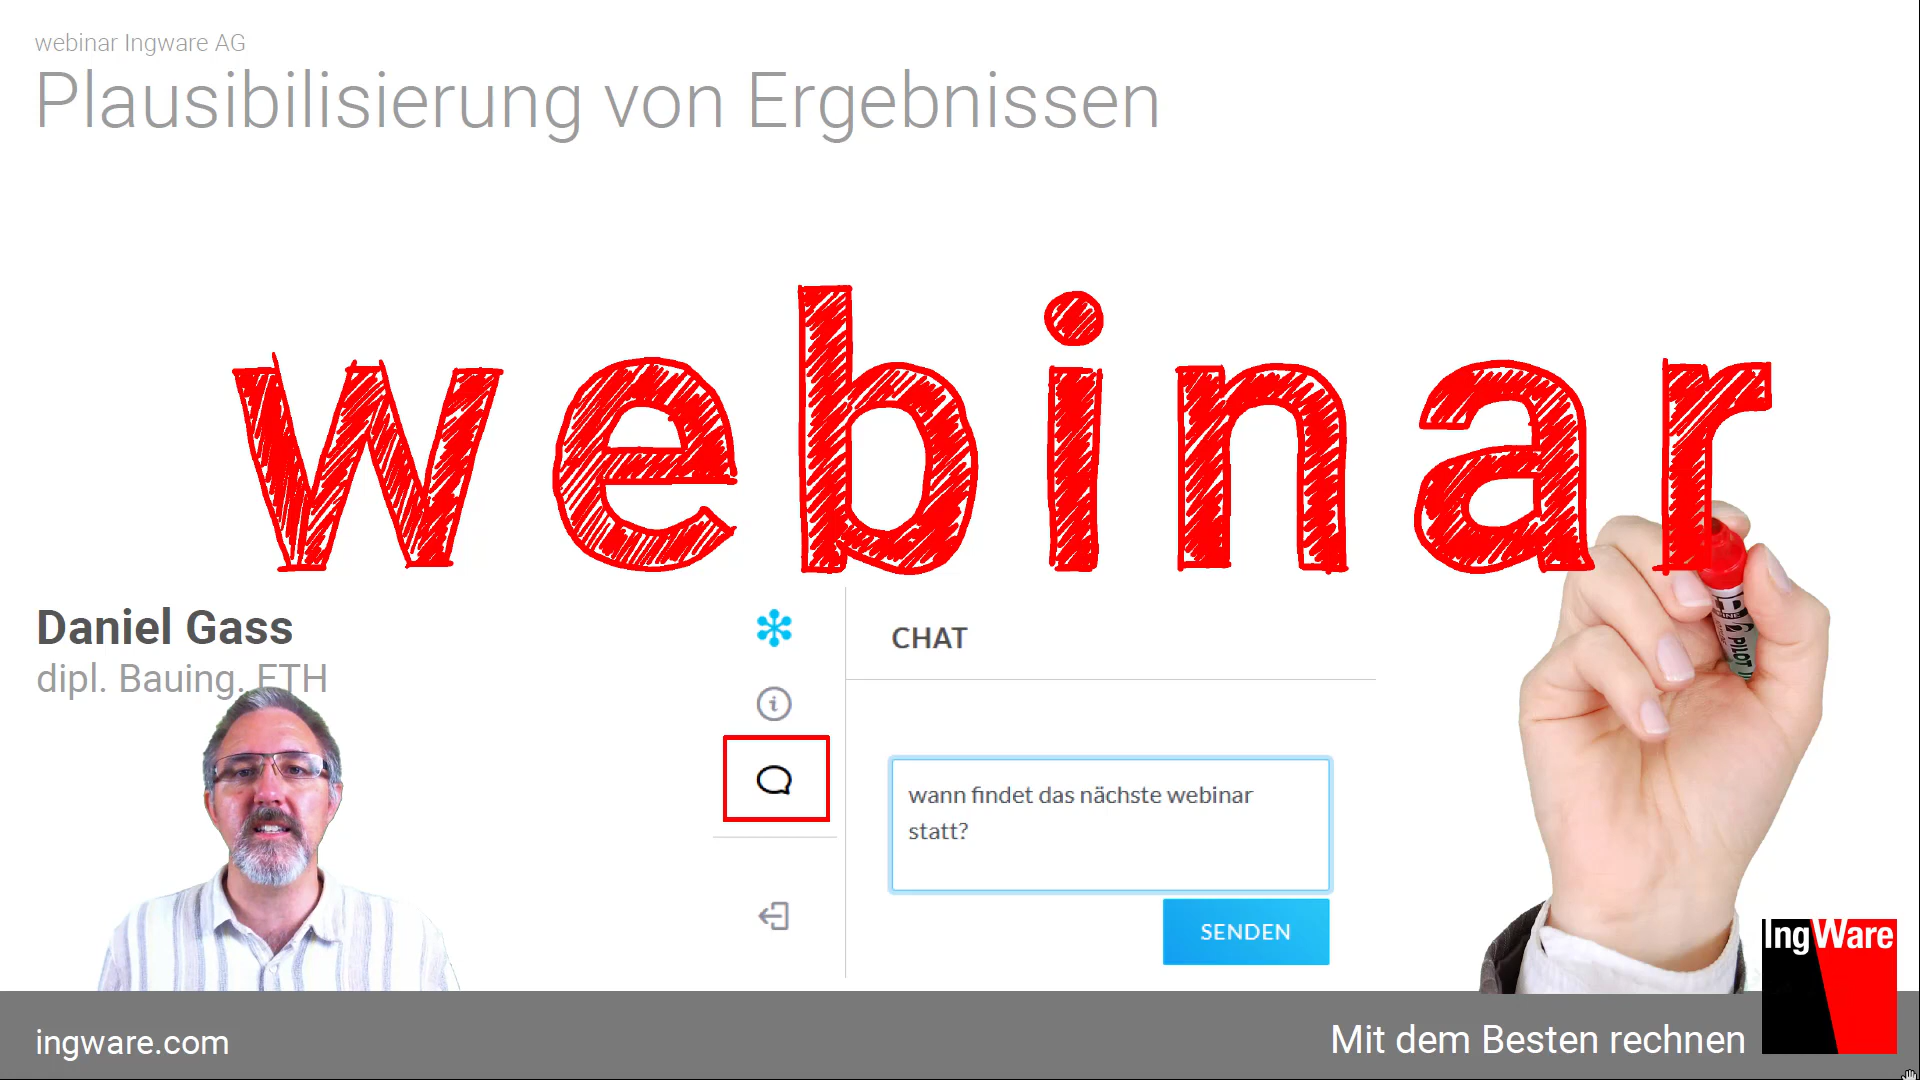 webinar Ingware AG
Plausibilisierung von Ergebnissen
webinar
Daniel Gass
dipl. Bauing. ETH
CHAT
wann findet das nächste webinar
statt?
SENDEN
PILOT
IngWare
ingware.com
Mit dem Besten rechnen